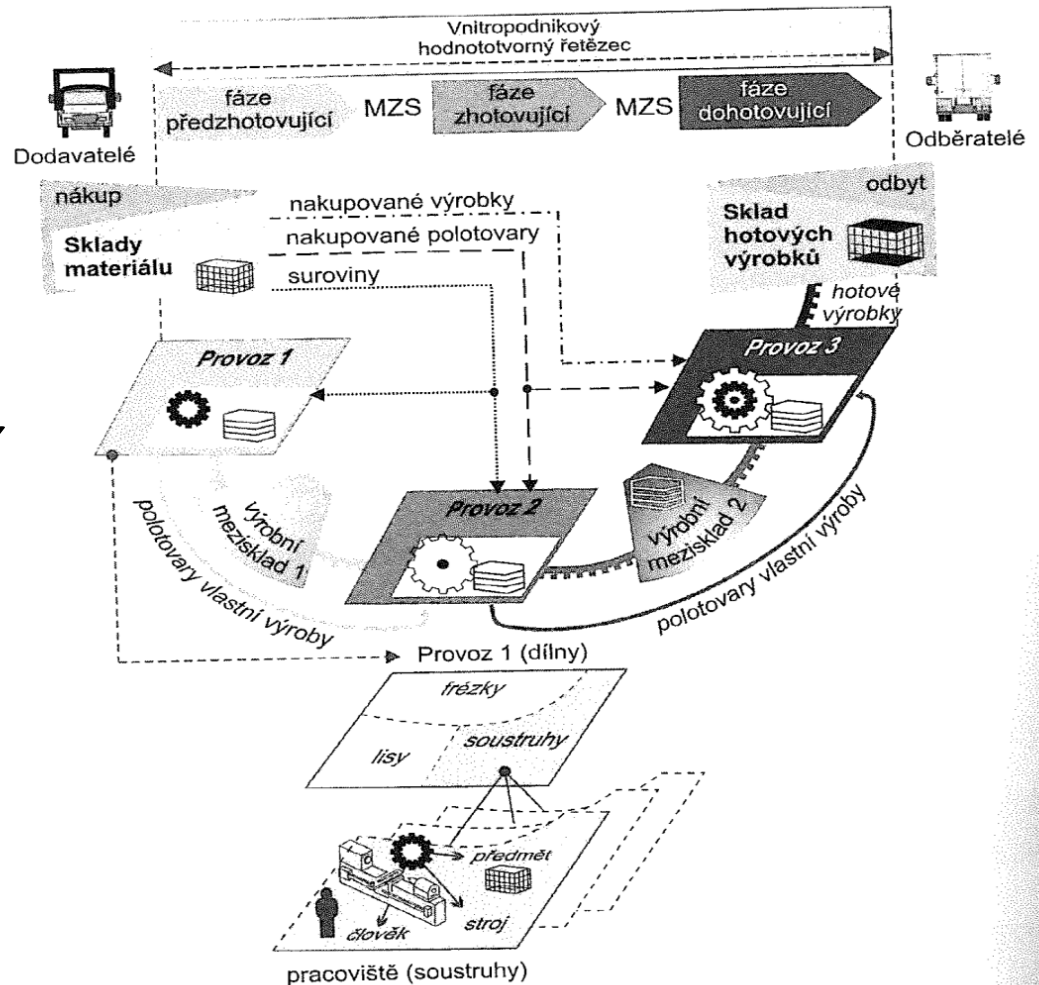 Vnitropodnikový
hodnototvorný řetězec
fáze
předzhotovující
MZS
fáze
zhotovující
MZS
fáze
dohotovující
Dodavatelé
Odběratelé
nákup
odbyt
Sklady
materiálu
nakupované výrobky
nakupované polotovary
suroviny
Sklad
hotových
výrobků
hotové
výrobky
Provoz 1
Provoz 3
Provoz 2
výrobní
mezisklad 1
výrobní
mezisklad 2
polotovary vlastní výroby
polotovary vlastní výroby
Provoz 1 (dílny)
frézky
lisy
soustruhy
předmět
stroj
člověk
pracoviště (soustruhy)